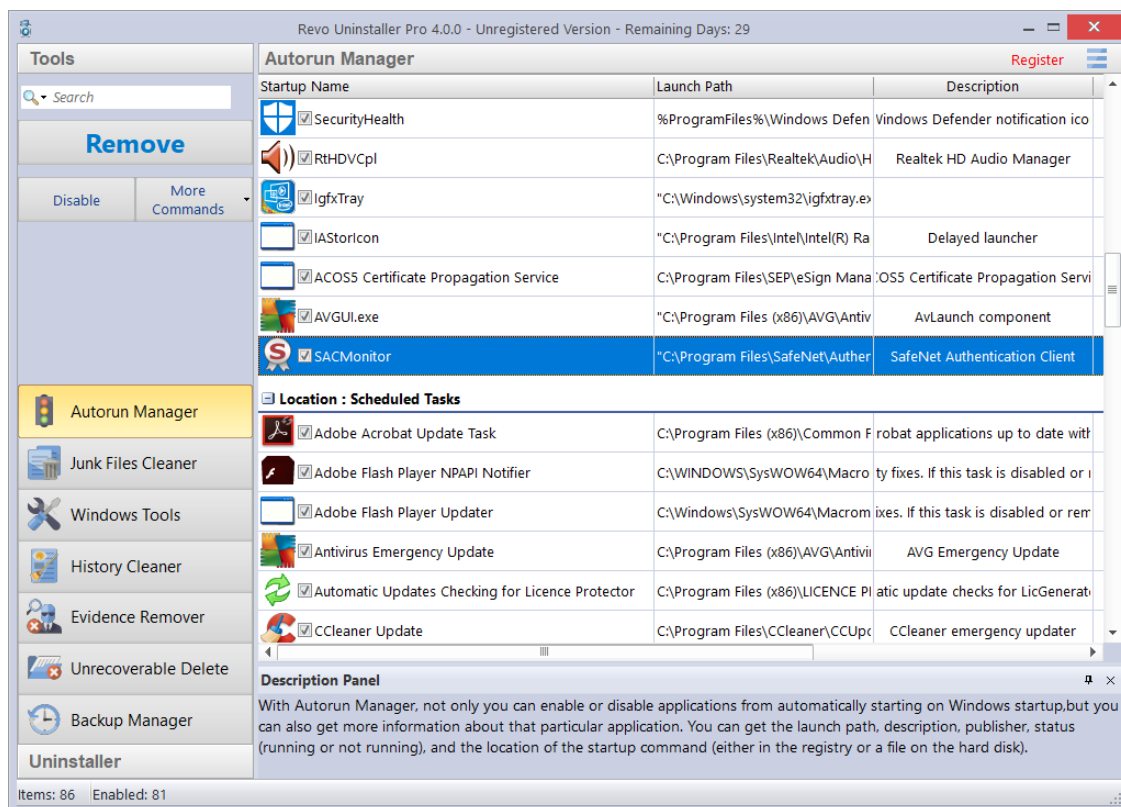 Revo Uninstaller Pro 4.0.0 - Unregistered Version - Remaining Days: 29
Tools
Search
Remove
Disable
More
Commands
Autorun Manager
Junk Files Cleaner
Windows Tools
History Cleaner
Evidence Remover
Unrecoverable Delete
Backup Manager
Uninstaller
Autorun Manager
Register
Startup Name Launch Path Description
SecurityHealth %ProgramFiles%\Windows Defen Windows Defender notification ico
RtHDVCpl C:\Program Files\Realtek\Audio\H Realtek HD Audio Manager
IgfxTray "C:\Windows\system32\igfxtray.ex
IAStorIcon "C:\Program Files\Intel\Intel(R) Ra Delayed launcher
ACOS5 Certificate Propagation Service C:\Program Files\SEP\eSign Mana COS5 Certificate Propagation Servi
AVGUI.exe "C:\Program Files (x86)\AVG\Antiv AvLaunch component
SACMonitor "C:\Program Files\SafeNet\Auther SafeNet Authentication Client
Location : Scheduled Tasks
Adobe Acrobat Update Task C:\Program Files (x86)\Common F robat applications up to date with
Adobe Flash Player NPAPI Notifier C:\WINDOWS\SysWOW64\Macro ty fixes. If this task is disabled or r
Adobe Flash Player Updater C:\Windows\SysWOW64\Macrom ixes. If this task is disabled or rem
Antivirus Emergency Update C:\Program Files (x86)\AVG\Antivi AVG Emergency Update
Automatic Updates Checking for Licence Protector C:\Program Files (x86)\LICENCE P atic update checks for LicGenerat
CCleaner Update C:\Program Files\CCleaner\CCUpd CCleaner emergency updater
Description Panel
With Autorun Manager, not only you can enable or disable applications from automatically starting on Windows startup,but you
can also get more information about that particular application. You can get the launch path, description, publisher, status
(running or not running), and the location of the startup command (either in the registry or a file on the hard disk).
Items: 86 Enabled: 81